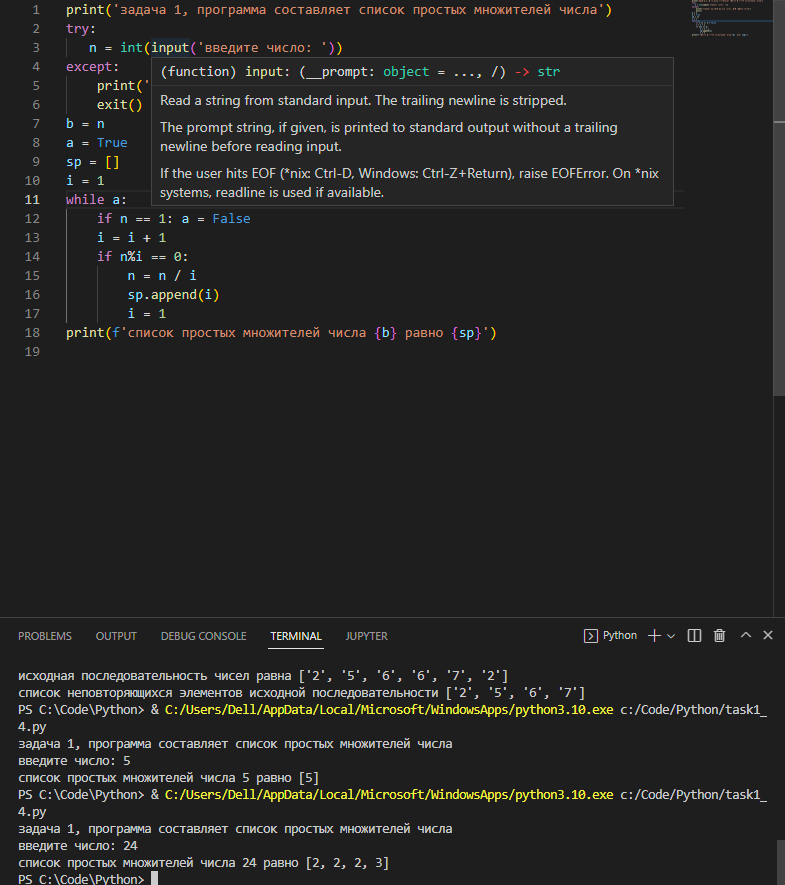 1 print('задача 1, программа составляет список простых множителей числа')
2 try:
3 n = int(input('введите число: '))
4 except:
(function) input: (__prompt: object = ..., /) -> str
5 print('
Read a string from standard input. The trailing newline is stripped.
6 exit()
7 b = n
The prompt string, if given, is printed to standard output without a trailing
8 a = True
newline before reading input.
9 sp = []
If the user hits EOF (*nix: Ctrl-D, Windows: Ctrl-Z+Return), raise EOFError. On *nix
10 i = 1
systems, readline is used if available.
11 while a:
12 if n == 1: a = False
13 i = i + 1
14 if n%i == 0:
15 n = n / i
16 sp.append(i)
17 i = 1
18 print(f'список простых множителей числа {b} равно {sp}')
19
PROBLEMS OUTPUT DEBUG CONSOLE TERMINAL JUPYTER Python
исходная последовательность чисел равна ['2', '5', '6', '6', '7', '2']
список неповторяющихся элементов исходной последовательности ['2', '5', '6', '7']
PS C:\Code\Python> & C:/Users/Dell/AppData/Local/Microsoft/WindowsApps/python3.10.exe c:/Code/Python/task1_
4.py
задача 1, программа составляет список простых множителей числа
введите число: 5
список простых множителей числа 5 равно [5]
PS C:\Code\Python> & C:/Users/Dell/AppData/Local/Microsoft/WindowsApps/python3.10.exe c:/Code/Python/task1_
4.py
задача 1, программа составляет список простых множителей числа
введите число: 24
список простых множителей числа 24 равно [2, 2, 2, 3]
PS C:\Code\Python>